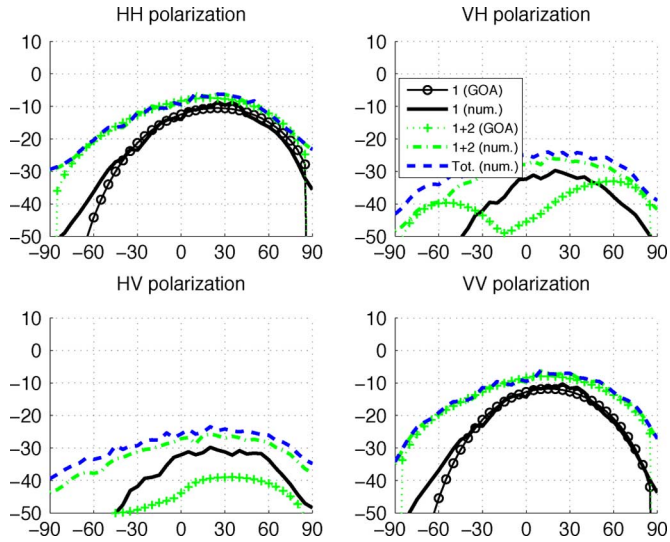 HH polarization
10
0
−10
−20
−30
−40
−50
−90 −60 −30 0 30 60 90
VH polarization
10
0
−10
−20
−30
−40
−50
1 (GOA)
1 (num.)
1+2 (GOA)
1+2 (num.)
Tot. (num.)
−90 −60 −30 0 30 60 90
HV polarization
10
0
−10
−20
−30
−40
−50
−90 −60 −30 0 30 60 90
VV polarization
10
0
−10
−20
−30
−40
−50
−90 −60 −30 0 30 60 90